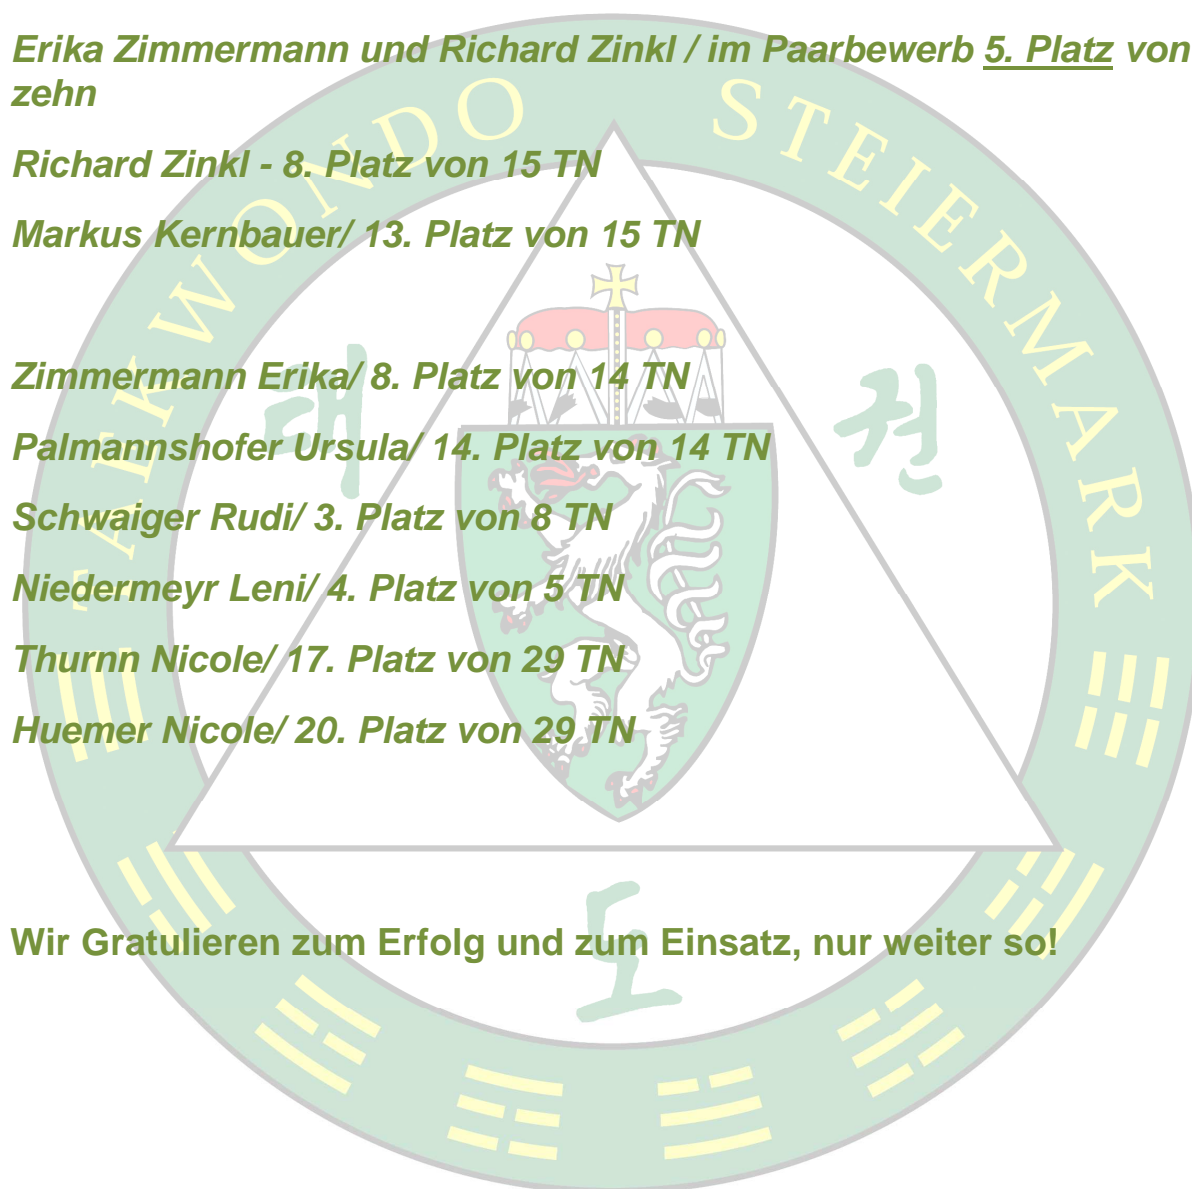 Erika Zimmermann und Richard Zinkl / im Paarbewerb 5. Platz von
zehn
Richard Zinkl - 8. Platz von 15 TN
Markus Kernbauer/ 13. Platz von 15 TN
Zimmermann Erika/ 8. Platz von 14 TN
Palmannshofer Ursula/ 14. Platz von 14 TN
Schwaiger Rudi/ 3. Platz von 8 TN
Niedermeyr Leni/ 4. Platz von 5 TN
Thurnn Nicole/ 17. Platz von 29 TN
Huemer Nicole/ 20. Platz von 29 TN
Wir Gratulieren zum Erfolg und zum Einsatz, nur weiter so!
TAEKWONDO STEIERMARK
태 권
도